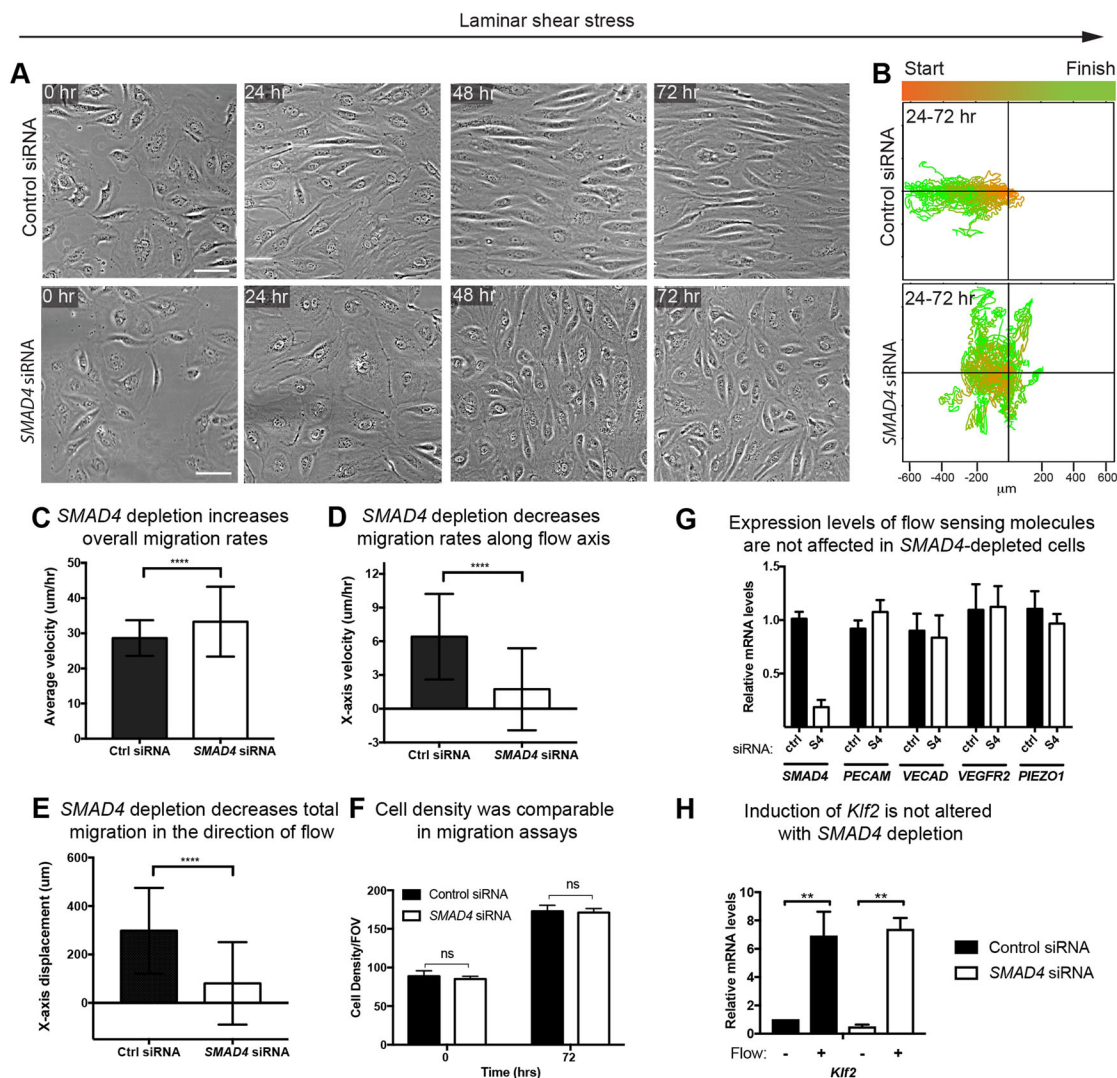 Laminar shear stress
A
Control siRNA
0 hr
24 hr
48 hr
72 hr
SMAD4 siRNA
0 hr
24 hr
48 hr
72 hr
B
Start Finish
Control siRNA
24-72 hr
SMAD4 siRNA
24-72 hr
-600 -400 -200 0 200 400 600
µm
C SMAD4 depletion increases
overall migration rates
Average velocity (um/hr)
50
40
30
20
10
0
****
Ctrl siRNA SMAD4 siRNA
D SMAD4 depletion decreases
migration rates along flow axis
X-axis velocity (um/hr)
12
9
6
3
0
-3
****
Ctrl siRNA SMAD4 siRNA
G Expression levels of flow sensing molecules
are not affected in SMAD4-depleted cells
Relative mRNA levels
1.5
1.0
0.5
siRNA: ctrl S4 ctrl S4 ctrl S4 ctrl S4 ctrl S4
SMAD4 PECAM VECAD VEGFR2 PIEZO1
E SMAD4 depletion decreases total
migration in the direction of flow
X-axis displacement (um)
600
400
200
0
****
Ctrl siRNA SMAD4 siRNA
F Cell density was comparable
in migration assays
Cell Density/FOV
200
150
100
50
0
Control siRNA
SMAD4 siRNA
ns
ns
0 72
Time (hrs)
H Induction of Klf2 is not altered
with SMAD4 depletion
Relative mRNA levels
10
8
6
4
2
0
** **
Control siRNA
SMAD4 siRNA
Flow: - + - +
Klf2